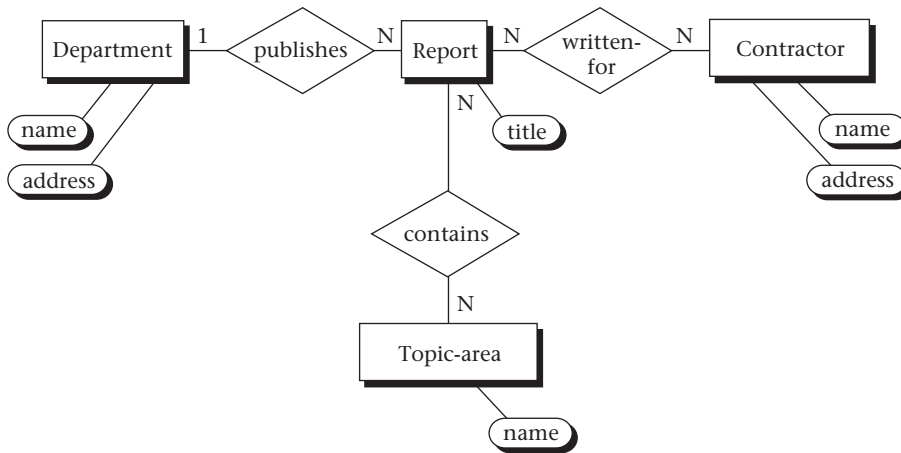 Department
1
publishes
N
Report
N
written-
for
N
Contractor
name
address
N
title
name
address
contains
N
Topic-area
name